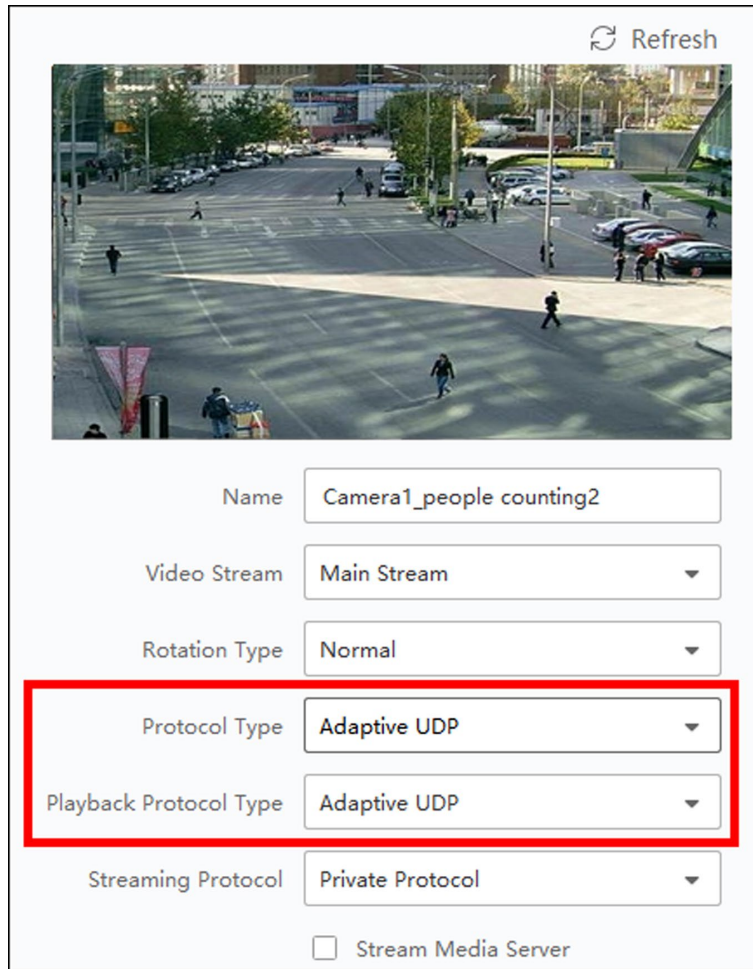 Refresh
Name Camera1_people counting2
Video Stream Main Stream
Rotation Type Normal
Protocol Type Adaptive UDP
Playback Protocol Type Adaptive UDP
Streaming Protocol Private Protocol
Stream Media Server